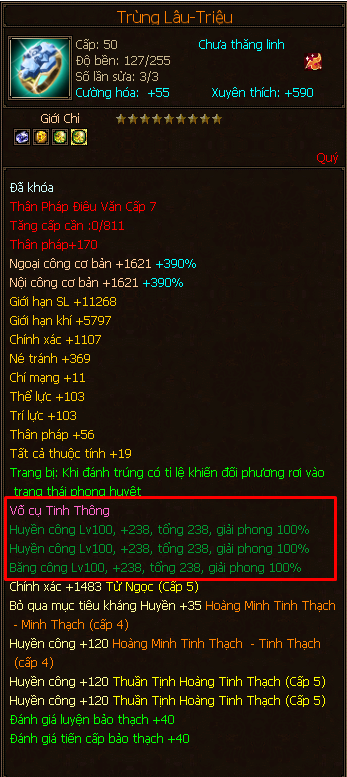 Trùng Lâu-Triệu
Cấp: 50 Chưa thăng linh
Độ bền: 127/255
Số lần sửa: 3/3
Cường hóa: +55 Xuyên thích: +590
Giới Chi
Quý
Đã khóa
Thân Pháp Điêu Văn Cấp 7
Tăng cấp cần :0/811
Thân pháp+170
Ngoại công cơ bản +1621 +390%
Nội công cơ bản +1621 +390%
Giới hạn SL +11268
Giới hạn khí +5797
Chính xác +1107
Né tránh +369
Chí mạng +11
Thể lực +103
Trí lực +103
Thân pháp +56
Tất cả thuộc tính +19
Trang bị: Khi đánh trúng có tỉ lệ khiến đối phương rơi vào
trạng thái phong huyệt
Võ cụ Tinh Thông
Huyền công Lv100, +238, tổng 238, giải phong 100%
Huyền công Lv100, +238, tổng 238, giải phong 100%
Băng công Lv100, +238, tổng 238, giải phong 100%
Chính xác +1483 Từ Ngọc (Cấp 5)
Bỏ qua mục tiêu kháng Huyền +35 Hoàng Minh Tinh Thạch
- Minh Thạch (cấp 4)
Huyền công +120 Hoàng Minh Tinh Thạch - Tinh Thạch
(cấp 4)
Huyền công +120 Thuần Tịnh Hoàng Tinh Thạch (Cấp 5)
Huyền công +120 Thuần Tịnh Hoàng Tinh Thạch (Cấp 5)
Đánh giá luyện bảo thạch +40
Đánh giá tiến cấp bảo thạch +40